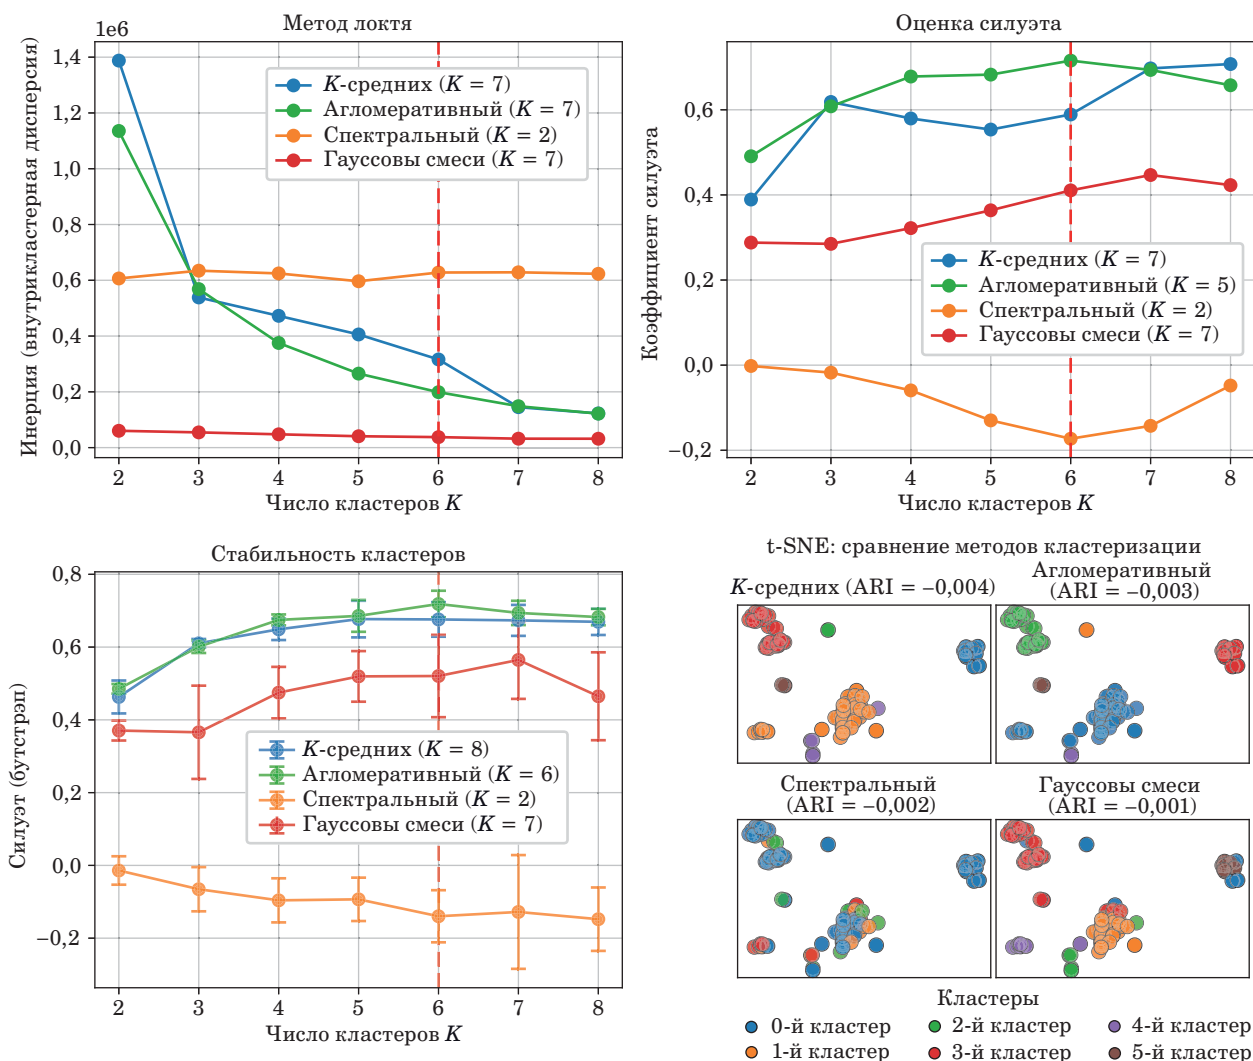 Метод локтя
1e6
Инерция (внутрикластерная дисперсия)
1,4
1,2
1,0
0,8
0,6
0,4
0,2
0,0
K-средних (K = 7)
Агломеративный (K = 7)
Спектральный (K = 2)
Гауссовы смеси (K = 7)
2 3 4 5 6 7 8
Число кластеров K
Оценка силуэта
Коэффициент силуэта
0,6
0,4
0,2
0,0
−0,2
K-средних (K = 7)
Агломеративный (K = 5)
Спектральный (K = 2)
Гауссовы смеси (K = 7)
2 3 4 5 6 7 8
Число кластеров K
Стабильность кластеров
Силуэт (бутстрэп)
0,8
0,6
0,4
0,2
0,0
−0,2
K-средних (K = 8)
Агломеративный (K = 6)
Спектральный (K = 2)
Гауссовы смеси (K = 7)
2 3 4 5 6 7 8
Число кластеров K
t-SNE: сравнение методов кластеризации
K-средних (ARI = −0,004)
Агломеративный
(ARI = −0,003)
Спектральный
(ARI = −0,002)
Гауссовы смеси
(ARI = −0,001)
Кластеры
0-й кластер
1-й кластер
2-й кластер
3-й кластер
4-й кластер
5-й кластер